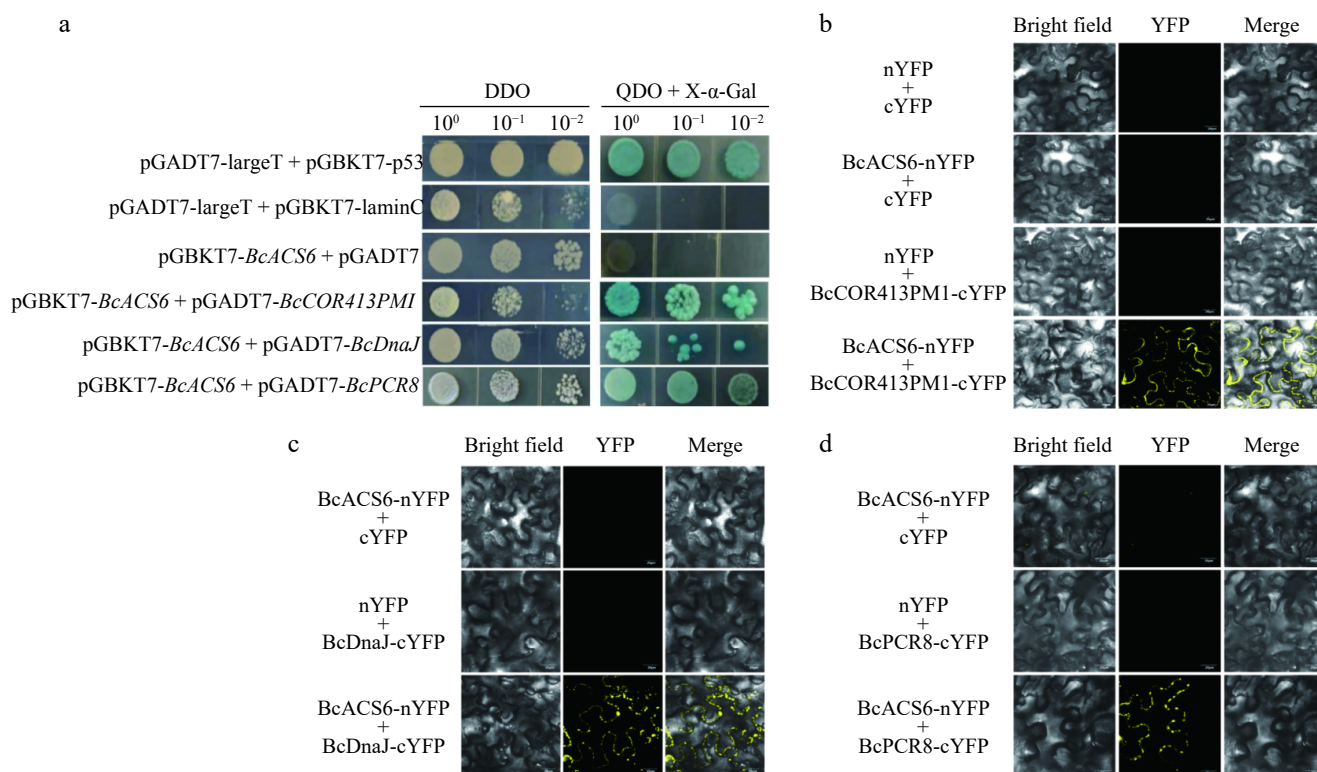 a
DDO
QDO + X-α-Gal
10⁰ 10⁻¹ 10⁻² 10⁰ 10⁻¹ 10⁻²
pGADT7-largeT + pGBKT7-p53
pGADT7-largeT + pGBKT7-laminC
pGBKT7-BcACS6 + pGADT7
pGBKT7-BcACS6 + pGADT7-BcCOR413PMI
pGBKT7-BcACS6 + pGADT7-BcDnaJ
pGBKT7-BcACS6 + pGADT7-BcPCR8
b
Bright field YFP Merge
nYFP
+
cYFP
BcACS6-nYFP
+
cYFP
nYFP
+
BcCOR413PM1-cYFP
BcACS6-nYFP
+
BcCOR413PM1-cYFP
c
Bright field YFP Merge
BcACS6-nYFP
+
cYFP
nYFP
+
BcDnaJ-cYFP
BcACS6-nYFP
+
BcDnaJ-cYFP
d
Bright field YFP Merge
BcACS6-nYFP
+
cYFP
nYFP
+
BcPCR8-cYFP
BcACS6-nYFP
+
BcPCR8-cYFP